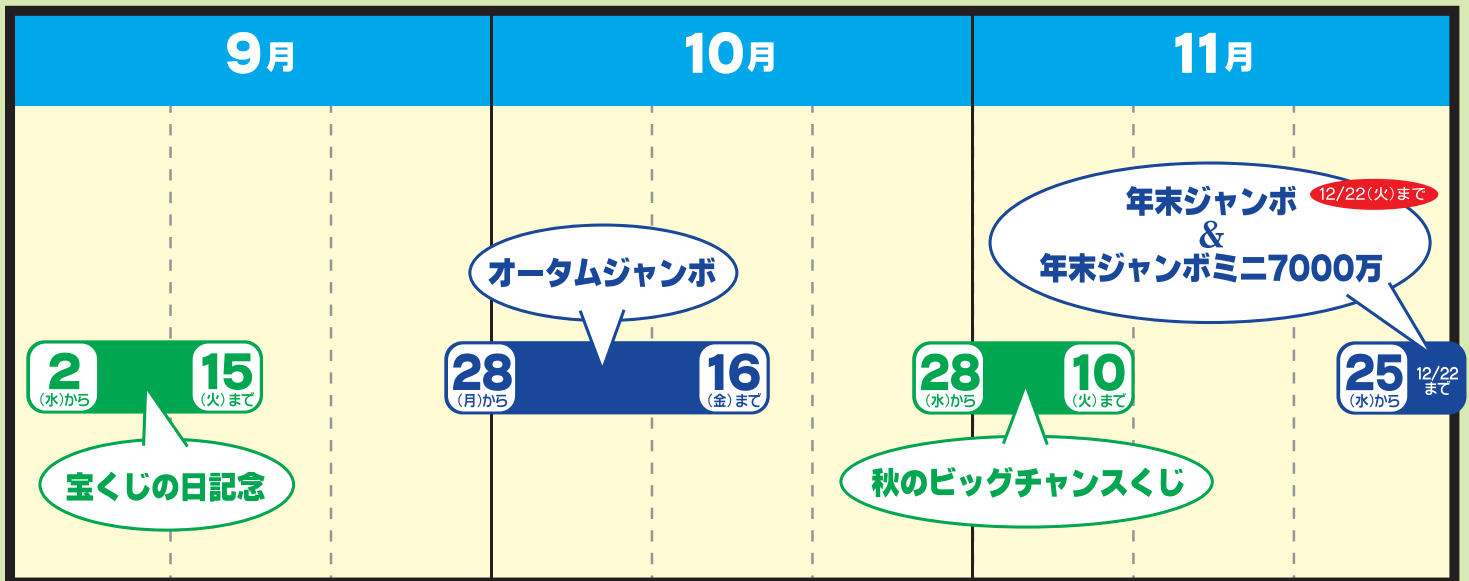 9月
10月
11月
年末ジャンボ
12/22(火)まで
&
年末ジャンボミニ7000万
オータムジャンボ
2
(水)から
15
(火)まで
28
(月)から
16
(金)まで
28
(水)から
10
(火)まで
25
(水)から
12/22
まで
宝くじの日記念
秋のビッグチャンスくじ